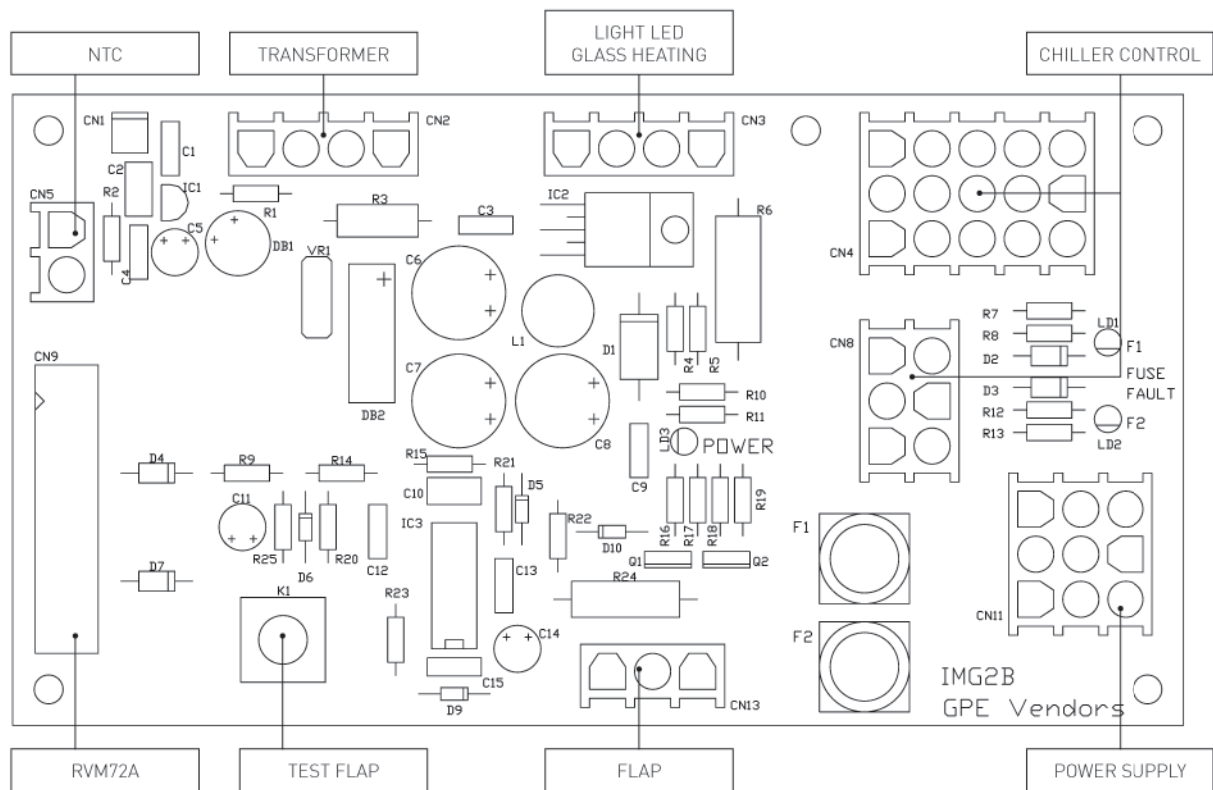 NTC
TRANSFORMER
LIGHT LED
GLASS HEATING
CHILLER CONTROL
CN1
C1
C2
CN5
R2
IC1
C5
C4
R1
DB1
CN2
R3
VR1
C3
C6
CN3
IC2
R6
CN4
DB2
L1
C7
C8
D1
R4
R5
R10
R11
LD3
POWER
C9
CN8
R7
R8
D2
LD1
F1
FUSE
FAULT
D3
R12
F2
R13
LD2
CN9
D4
R9
R14
R15
C10
R21
D5
C11
R25
D6
R20
C12
IC3
R22
D10
R16
R17
R18
R19
Q1
Q2
F1
CN11
D7
K1
R23
C13
R24
C14
F2
C15
D9
CN13
IMG2B
GPE Vendors
RVM72A
TEST FLAP
FLAP
POWER SUPPLY